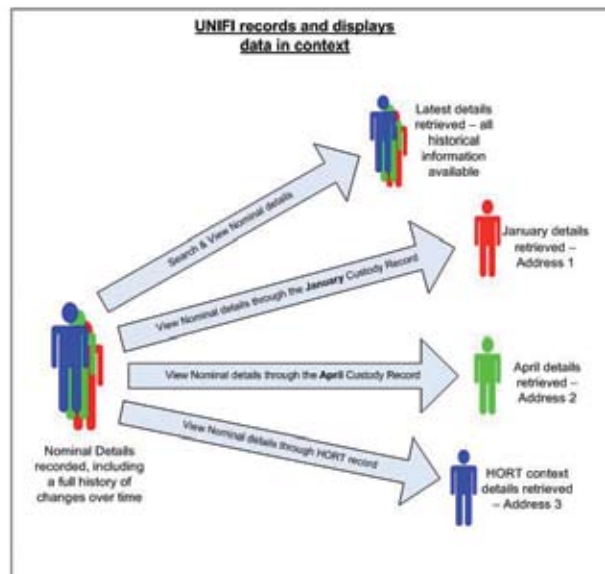 UNIFI records and displays
data in context
Latest details
retrieved – all
historical
information
available
Search & View Nominal details
January details
retrieved –
Address 1
View Nominal details through the January Custody Record
View Nominal details through the April Custody Record
April details
retrieved –
Address 2
View Nominal details through HORT record
Nominal Details
recorded, including
a full history of
changes over time
HORT context
details retrieved
– Address 3